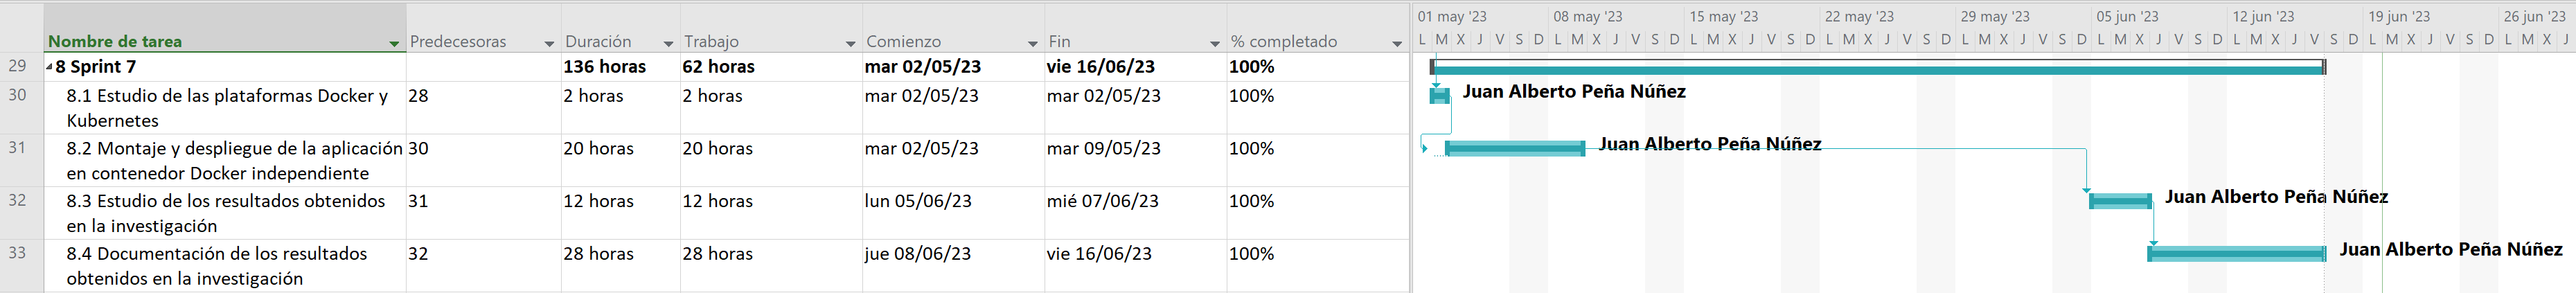 01 may '23 08 may '23 15 may '23 22 may '23 29 may '23 05 jun '23 12 jun '23 19 jun '23 26 jun '23
Nombre de tarea Predecesoras Duración Trabajo Comienzo Fin % completado L M X J V S D L M X J V S D L M X J V S D L M X J V S D L M X J V S D L M X J V S D L M X J V S D L M X J V S D L M X J
29 8 Sprint 7 136 horas 62 horas mar 02/05/23 vie 16/06/23 100%
30 8.1 Estudio de las plataformas Docker y 28 2 horas 2 horas mar 02/05/23 mar 02/05/23 100% Juan Alberto Peña Núñez
Kubernetes
31 8.2 Montaje y despliegue de la aplicación 30 20 horas 20 horas mar 02/05/23 mar 09/05/23 100% Juan Alberto Peña Núñez
en contenedor Docker independiente
32 8.3 Estudio de los resultados obtenidos 31 12 horas 12 horas lun 05/06/23 mié 07/06/23 100% Juan Alberto Peña Núñez
en la investigación
33 8.4 Documentación de los resultados 32 28 horas 28 horas jue 08/06/23 vie 16/06/23 100% Juan Alberto Peña Núñez
obtenidos en la investigación